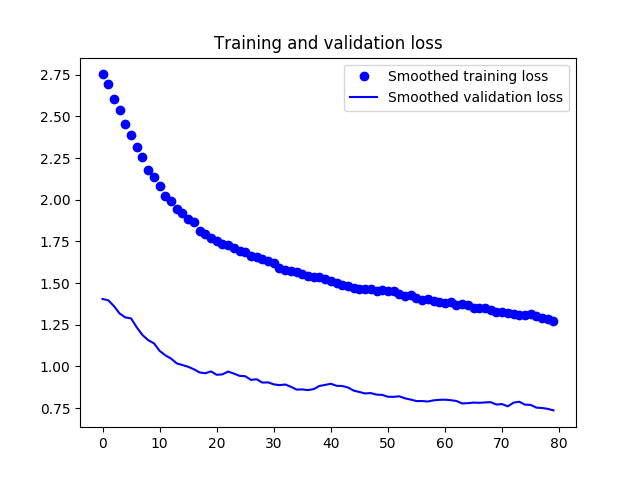 Training and validation loss
Smoothed training loss
Smoothed validation loss
2.75
2.50
2.25
2.00
1.75
1.50
1.25
1.00
0.75
0 10 20 30 40 50 60 70 80